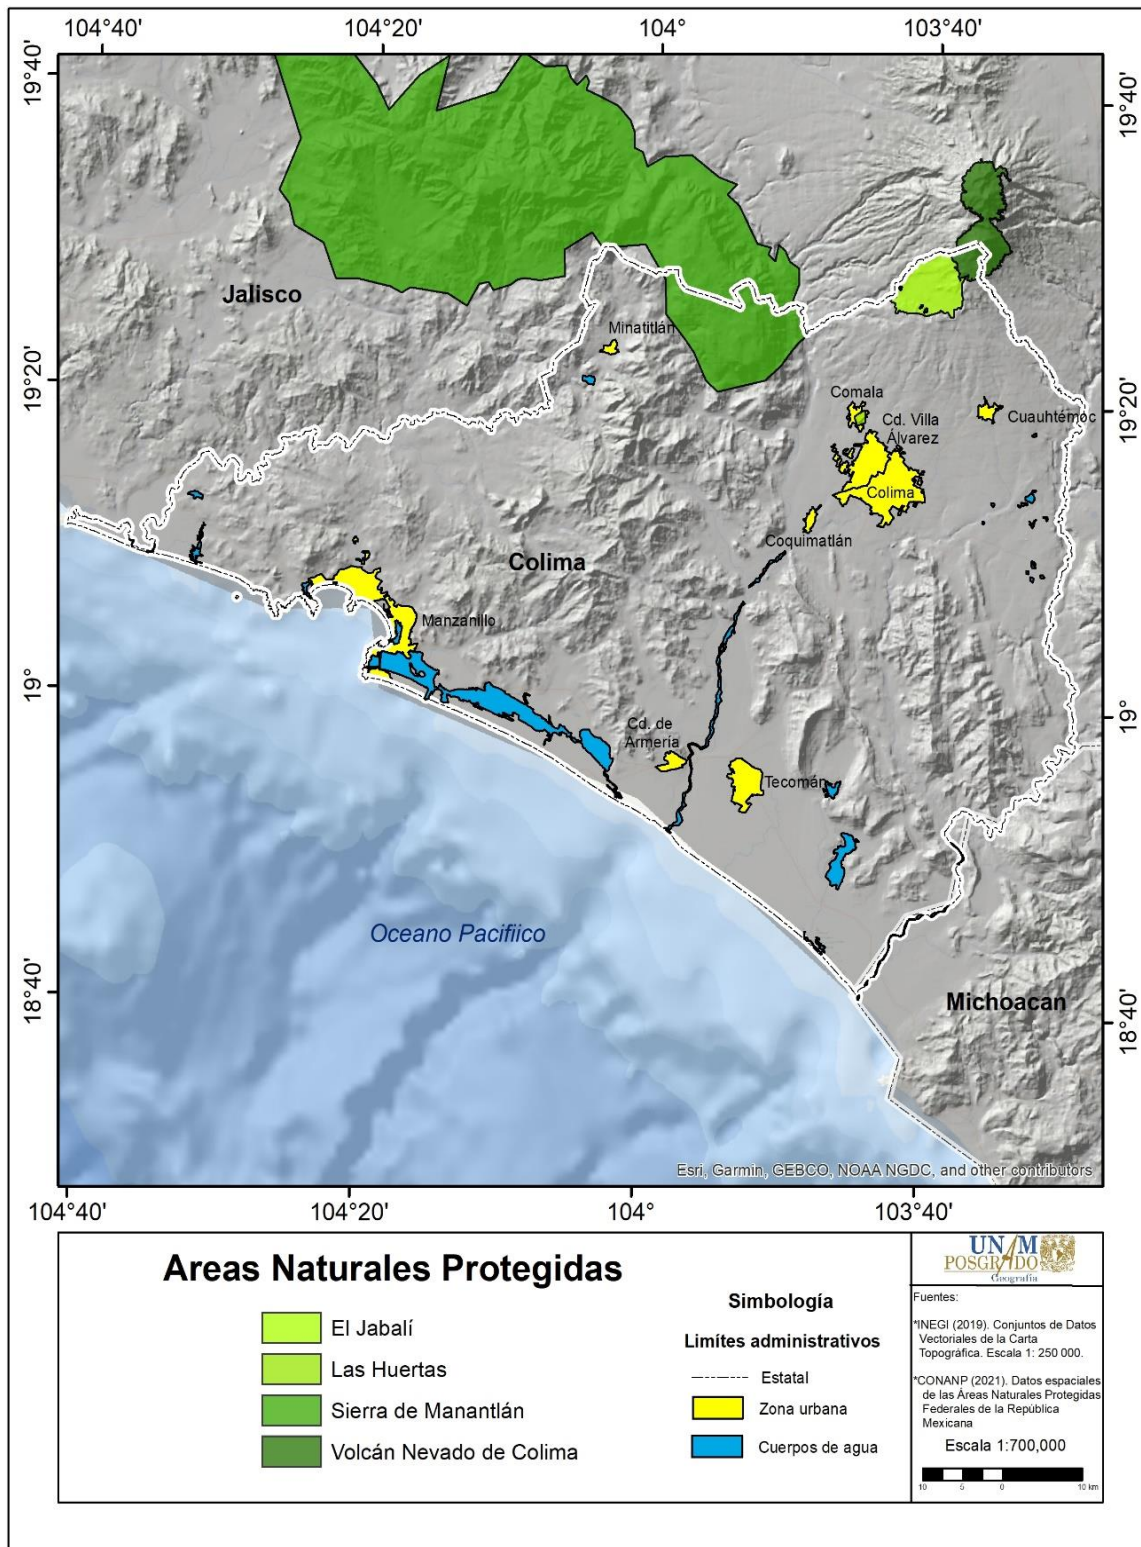 104°40'
104°20'
104°
103°40'
19°40'
19°40'
Jalisco
Minatitlán
19°20'
19°20'
Comala
Cd. Villa
Álvarez
Cuauhtémoc
Colima
Coquimatlán
Colima
Manzanillo
19°
19°
Cd. de
Armería
Tecomán
Oceano Pacifiico
18°40'
18°40'
Michoacan
Esri, Garmin, GEBCO, NOAA NGDC, and other contributors
104°40'
104°20'
104°
103°40'
Areas Naturales Protegidas
El Jabalí
Las Huertas
Sierra de Manantlán
Volcán Nevado de Colima
Simbología
Limítes administrativos
Estatal
Zona urbana
Cuerpos de agua
UNAM
POSGRADO
Geografía
Fuentes:
*INEGI (2019). Conjuntos de Datos
Vectoriales de la Carta
Topográfica. Escala 1: 250 000.
*CONANP (2021). Datos espaciales
de las Áreas Naturales Protegidas
Federales de la República
Mexicana
Escala 1:700,000
10 5 0 10 km